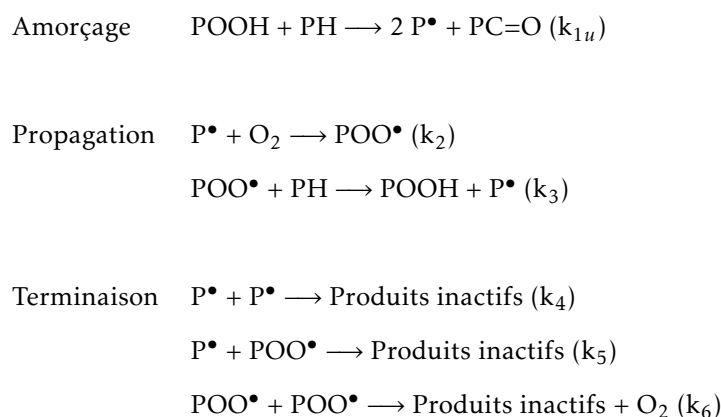 Amorçage POOH + PH ⟶ 2 P• + PC=O (k₁ᵤ)
Propagation P• + O₂ ⟶ POO• (k₂)
POO• + PH ⟶ POOH + P• (k₃)
Terminaison P• + P• ⟶ Produits inactifs (k₄)
P• + POO• ⟶ Produits inactifs (k₅)
POO• + POO• ⟶ Produits inactifs + O₂ (k₆)